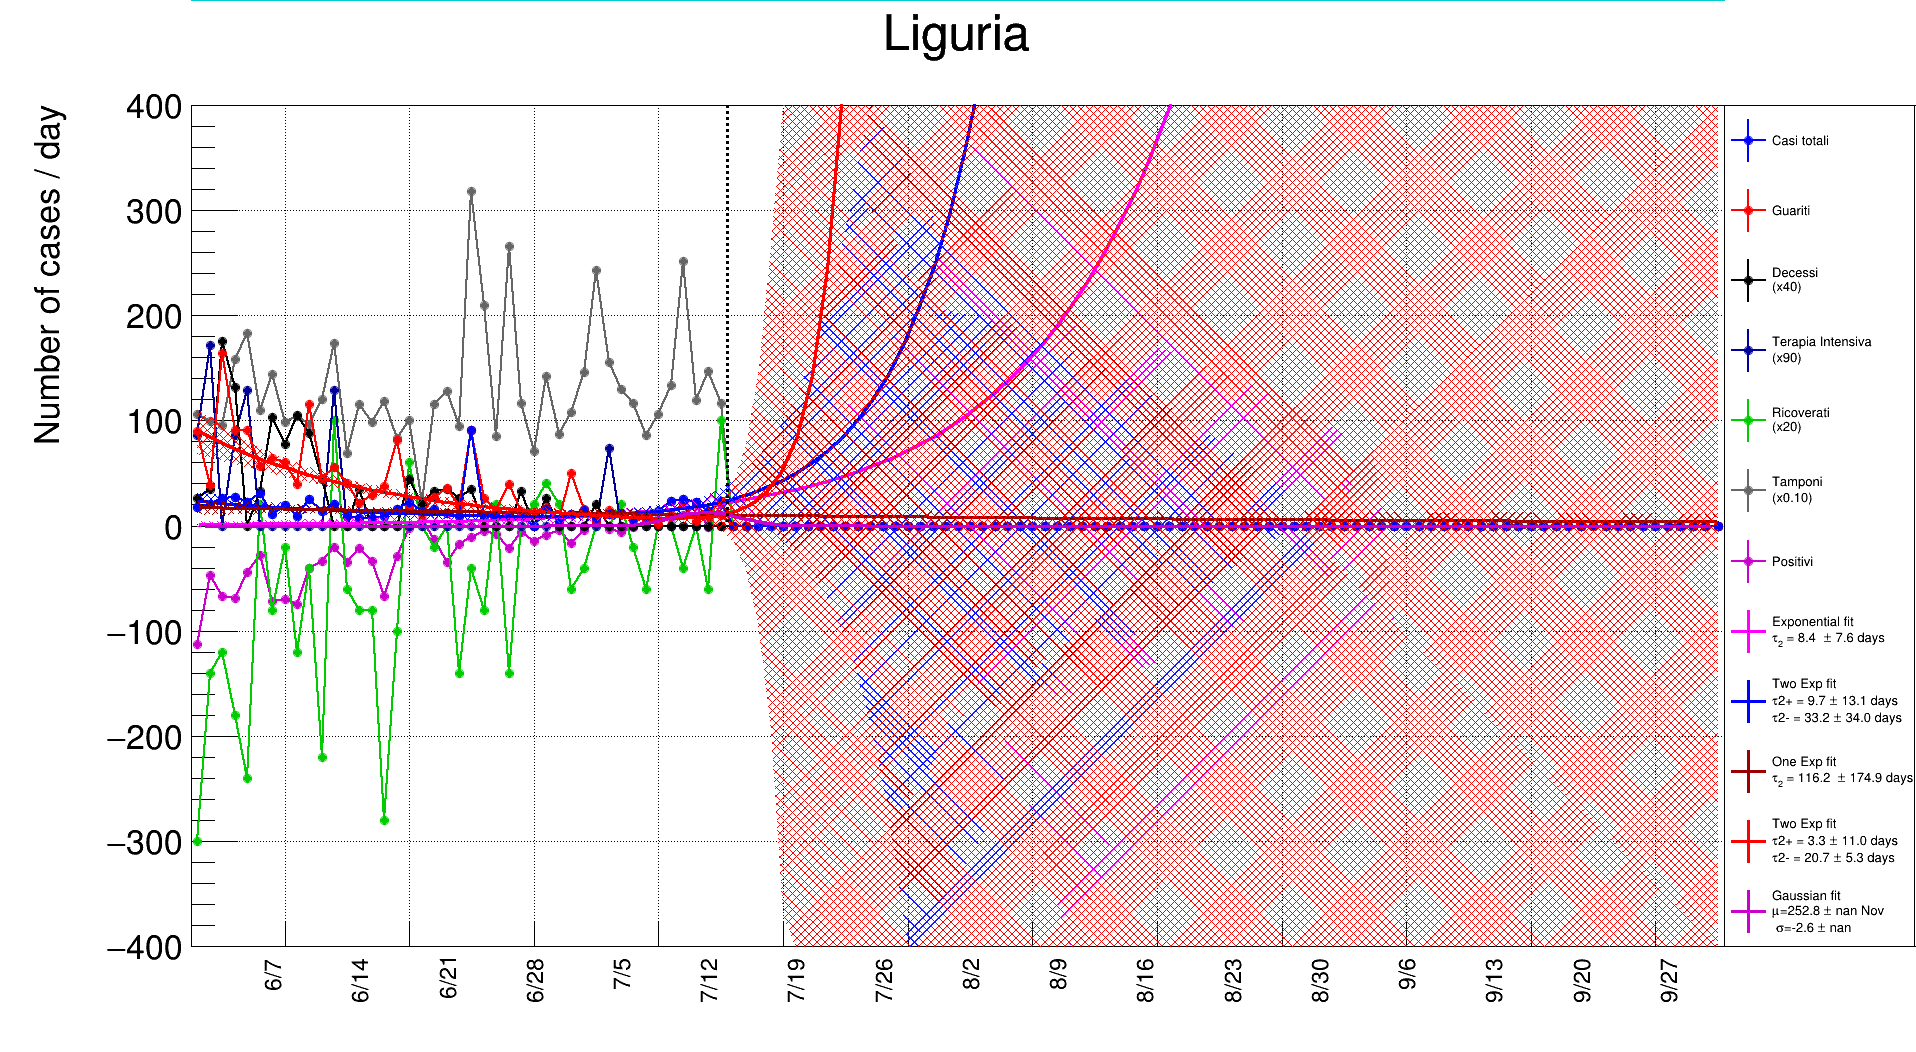 Liguria
Number of cases / day
400
300
200
100
0
−100
−200
−300
−400
6/7
6/14
6/21
6/28
7/5
7/12
7/19
7/26
8/2
8/9
8/16
8/23
8/30
9/6
9/13
9/20
9/27
Casi totali
Guariti
Decessi
(x40)
Terapia Intensiva
(x90)
Ricoverati
(x20)
Tamponi
(x0.10)
Positivi
Exponential fit
τ2 = 8.4 ± 7.6 days
Two Exp fit
τ2+ = 9.7 ± 13.1 days
τ2- = 33.2 ± 34.0 days
One Exp fit
τ2 = 116.2 ± 174.9 days
Two Exp fit
τ2+ = 3.3 ± 11.0 days
τ2- = 20.7 ± 5.3 days
Gaussian fit
μ=252.8 ± nan Nov
σ=-2.6 ± nan